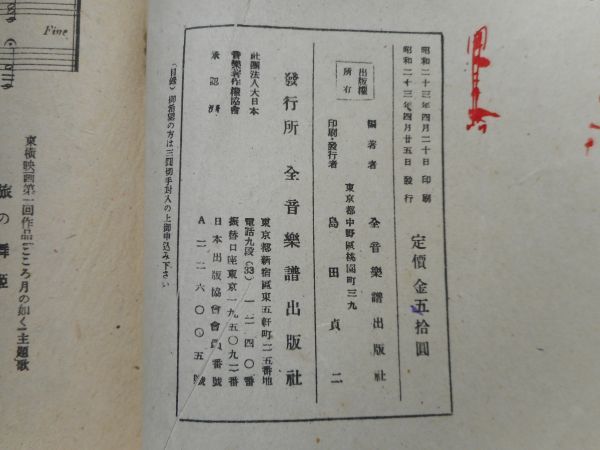 昭和二十三年四月二十日印刷
昭和二十三年四月廿五日發行
定價 金五拾圓
出版權所有
編著者 全音樂譜出版社
東京都中野區桃園町三九
印刷・發行者 島田貞二
發行所 全音樂譜出版社
東京都新宿區東五軒町二五番地
電話九段(33)一二四〇番
振替口座東京一九五〇九二番
日本出版協會會員番號
A二二六〇〇五號
社團法人大日本
音樂著作權協會
承認濟
(目錄)御希望の方は三圓切手封入の上御申込み下さい
Fine
東橫映画第一回作品「こころ月の如く」主題歌
旅の舞姫